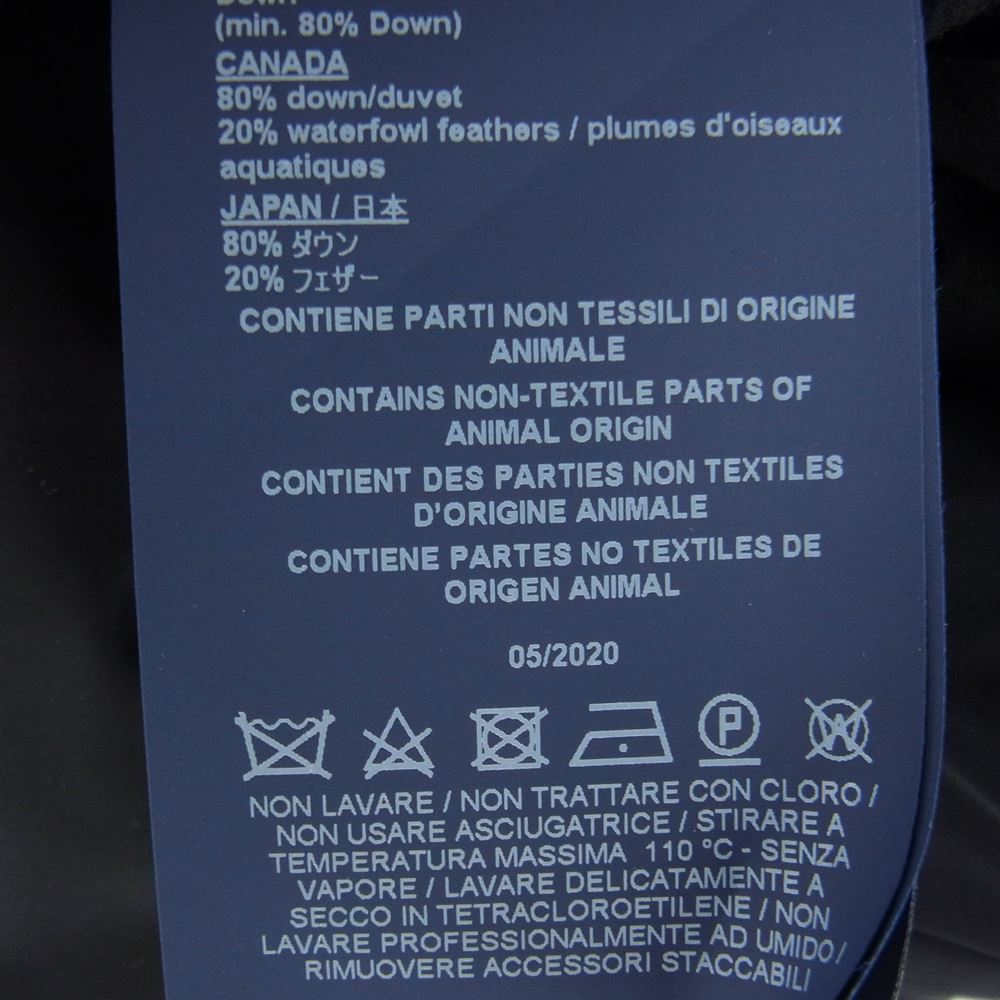 (min. 80% Down)
CANADA
80% down/duvet
20% waterfowl feathers / plumes d'oiseaux
aquatiques
JAPAN / 日本
80% ダウン
20% フェザー
CONTIENE PARTI NON TESSILI DI ORIGINE
ANIMALE
CONTAINS NON-TEXTILE PARTS OF
ANIMAL ORIGIN
CONTIENT DES PARTIES NON TEXTILES
D'ORIGINE ANIMALE
CONTIENE PARTES NO TEXTILES DE
ORIGEN ANIMAL
05/2020
P W
NON LAVARE / NON TRATTARE CON CLORO /
NON USARE ASCIUGATRICE / STIRARE A
TEMPERATURA MASSIMA 110 °C - SENZA
VAPORE / LAVARE DELICATAMENTE A
SECCO IN TETRACLOROETILENE / NON
LAVARE PROFESSIONALMENTE AD UMIDO /
RIMUOVERE ACCESSORI STACCABILI